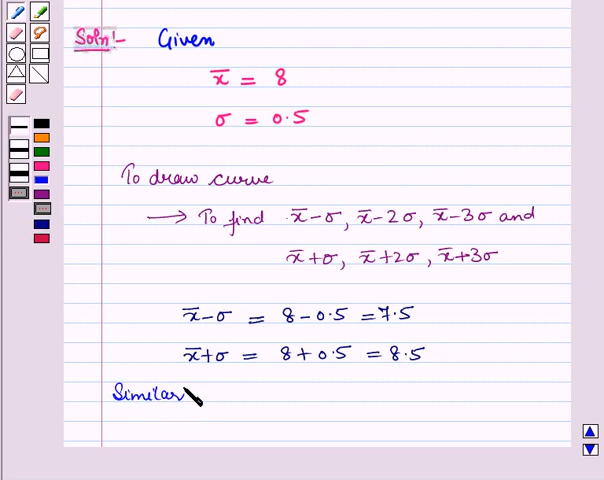 Soln:- Given
x̄ = 8
σ = 0.5
To draw curve
→ To find x̄-σ, x̄-2σ, x̄-3σ and
x̄+σ, x̄+2σ, x̄+3σ
x̄-σ = 8-0.5 = 7.5
x̄+σ = 8+0.5 = 8.5
Similar